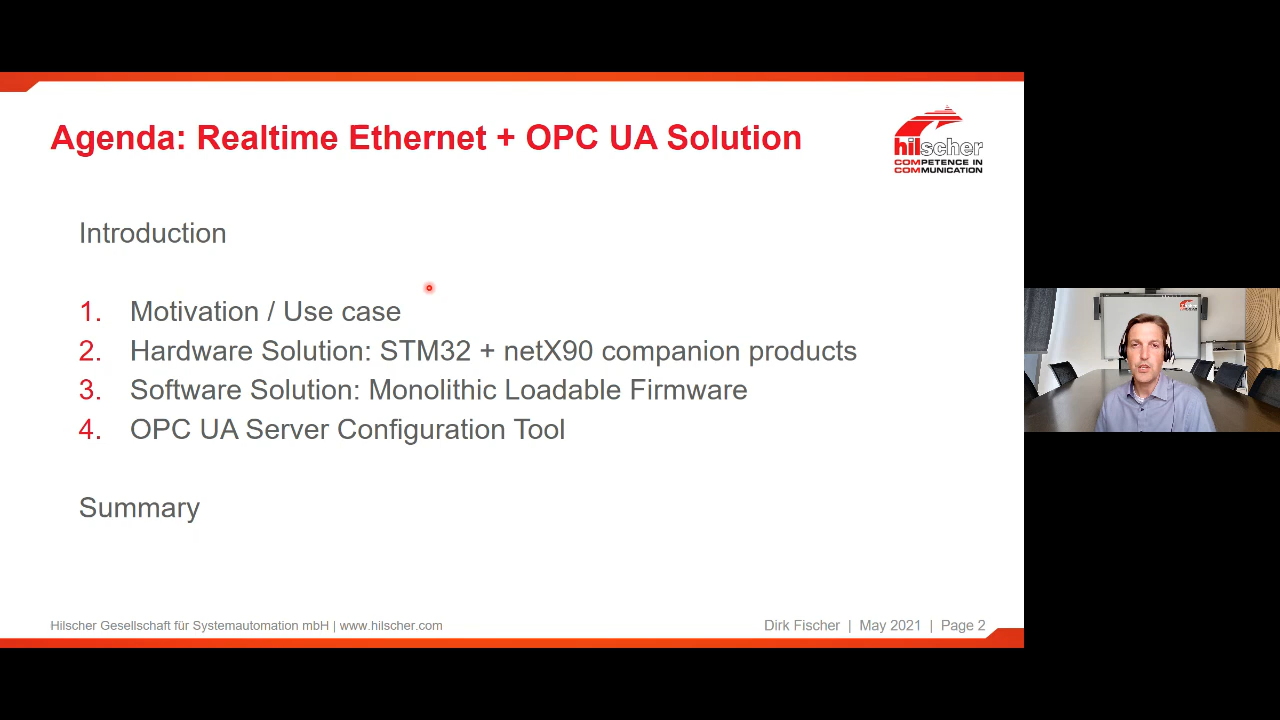 Agenda: Realtime Ethernet + OPC UA Solution
hilscher
COMPETENCE IN
COMMUNICATION
Introduction
1. Motivation / Use case
2. Hardware Solution: STM32 + netX90 companion products
3. Software Solution: Monolithic Loadable Firmware
4. OPC UA Server Configuration Tool
Summary
Hilscher Gesellschaft für Systemautomation mbH | www.hilscher.com
Dirk Fischer | May 2021 | Page 2